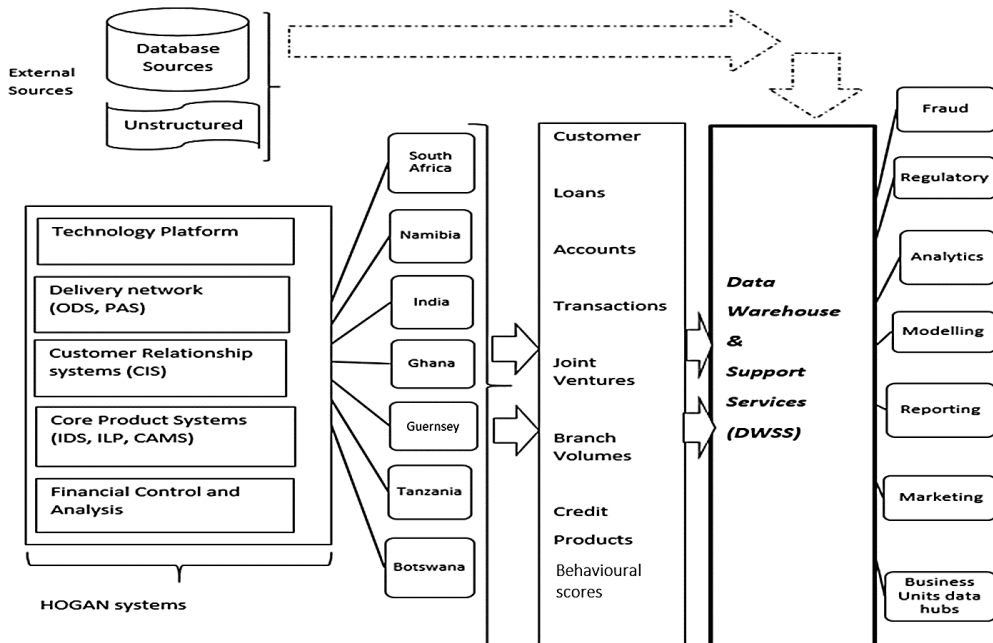 External
Sources
Database
Sources
Unstructured
Technology Platform
Delivery network
(ODS, PAS)
Customer Relationship
systems (CIS)
Core Product Systems
(IDS, ILP, CAMS)
Financial Control and
Analysis
HOGAN systems
South
Africa
Namibia
India
Ghana
Guernsey
Tanzania
Botswana
Customer
Loans
Accounts
Transactions
Joint
Ventures
Branch
Volumes
Credit
Products
Behavioural
scores
Data
Warehouse
&
Support
Services
(DWSS)
Fraud
Regulatory
Analytics
Modelling
Reporting
Marketing
Business
Units data
hubs